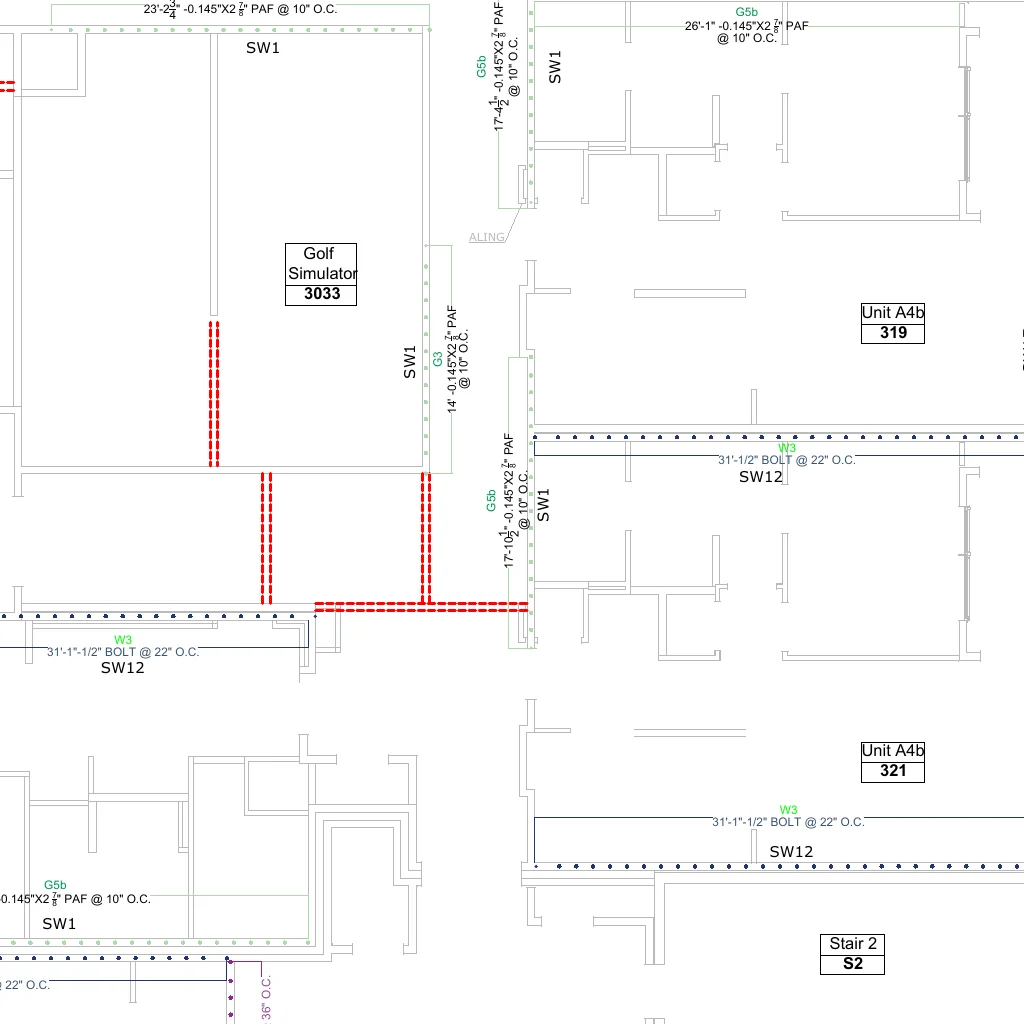 23'-2 3/4" -0.145"X2 7/8" PAF @ 10" O.C.
SW1
G5b
17'-4 1/2" -0.145"X2 7/8" PAF
@ 10" O.C.
SW1
G5b
26'-1" -0.145"X2 7/8" PAF
@ 10" O.C.
ALING
Golf
Simulator
3033
SW1
G3
14' -0.145"X2 7/8" PAF
@ 10" O.C.
Unit A4b
319
W3
31'-1/2" BOLT @ 22" O.C.
SW12
G5b
17'-10 1/2" -0.145"X2 7/8" PAF
@ 10" O.C.
SW1
W3
31'-1"-1/2" BOLT @ 22" O.C.
SW12
Unit A4b
321
W3
31'-1"-1/2" BOLT @ 22" O.C.
SW12
G5b
-0.145"X2 7/8" PAF @ 10" O.C.
SW1
Stair 2
S2
22" O.C.
36" O.C.